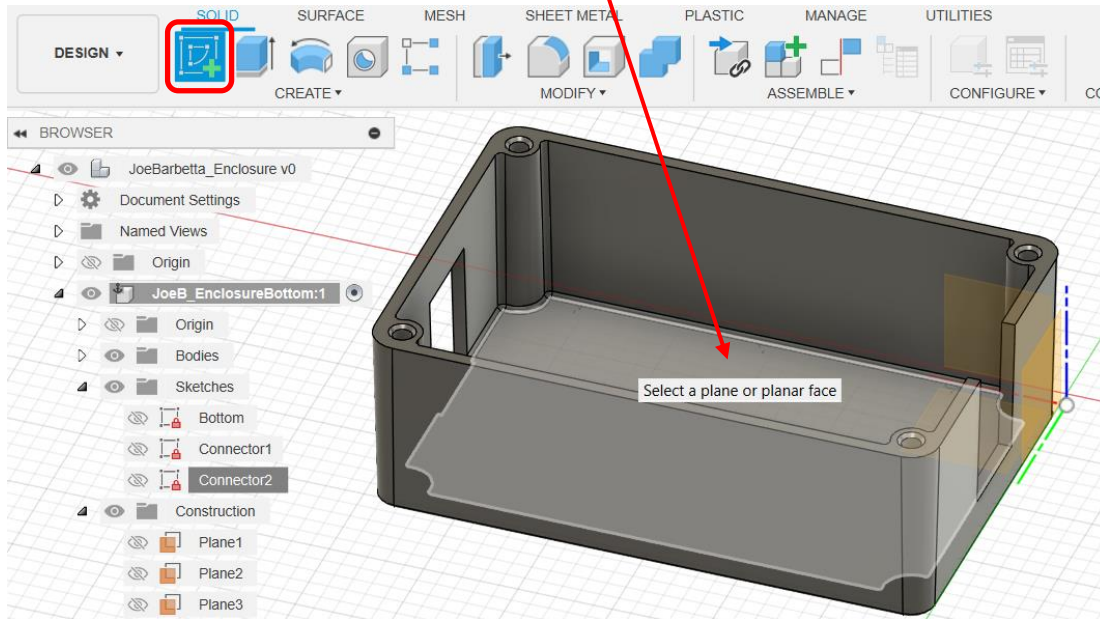 SOLID SURFACE MESH SHEET METAL PLASTIC MANAGE UTILITIES
DESIGN ▾
CREATE ▾ MODIFY ▾ ASSEMBLE ▾ CONFIGURE ▾ CO
BROWSER
JoeBarbetta_Enclosure v0
Document Settings
Named Views
Origin
JoeB_EnclosureBottom:1
Origin
Bodies
Sketches
Select a plane or planar face
Bottom
Connector1
Connector2
Construction
Plane1
Plane2
Plane3